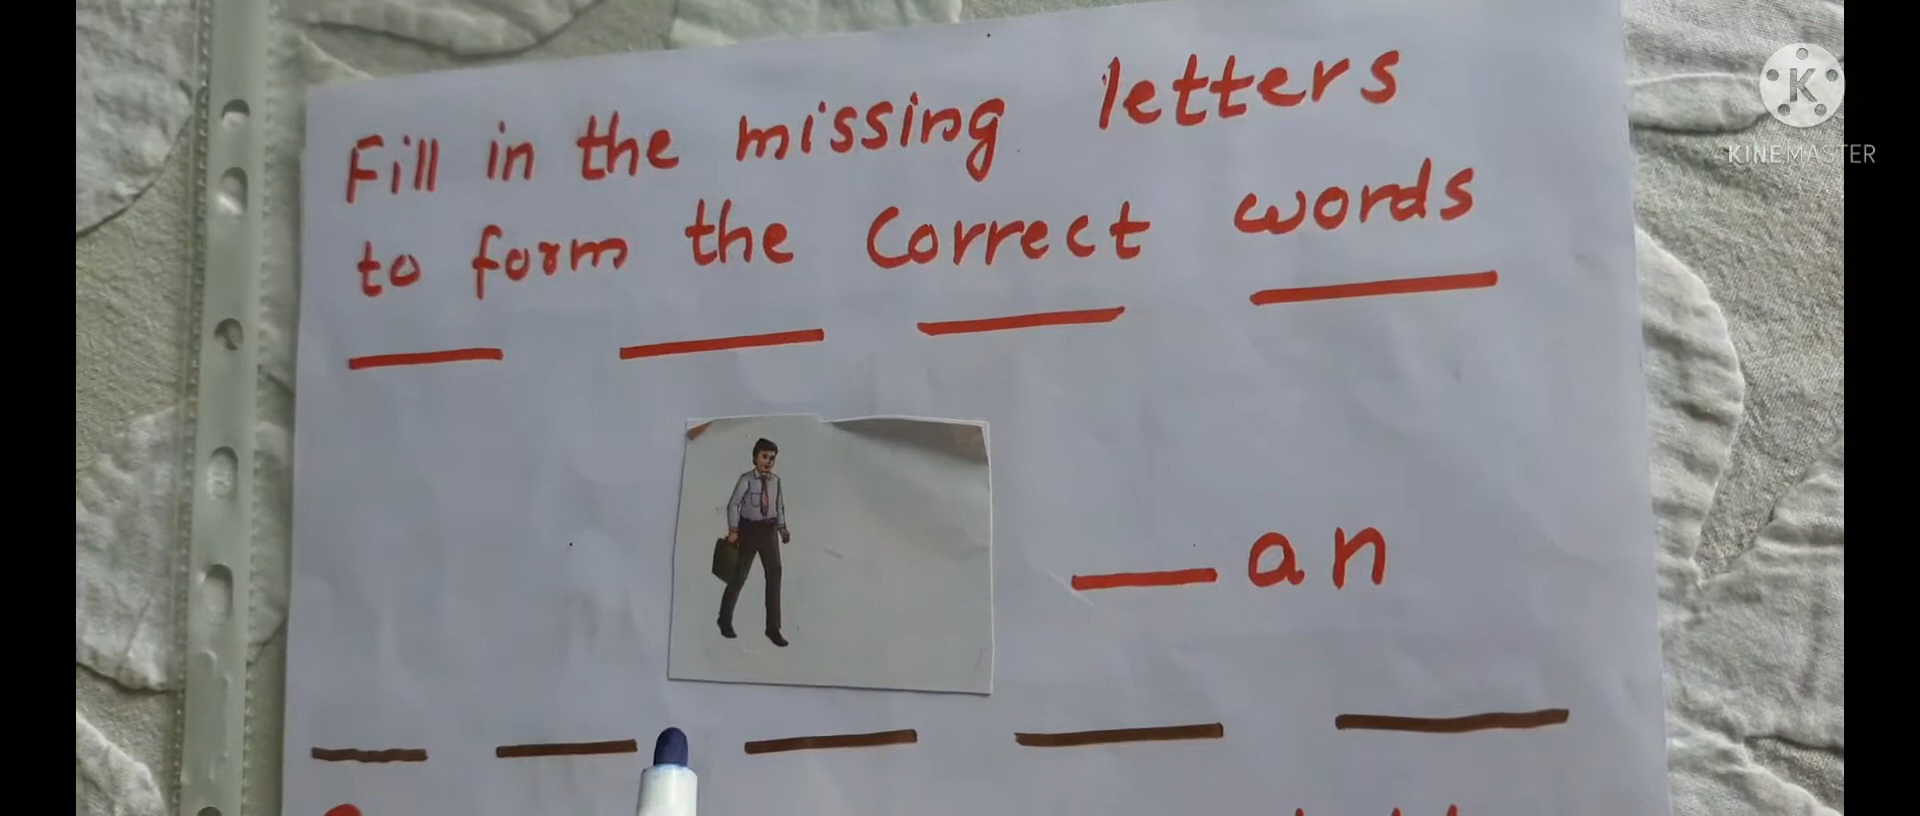 Fill in the missing letters
to form the Correct words
an
K
KINEMASTER